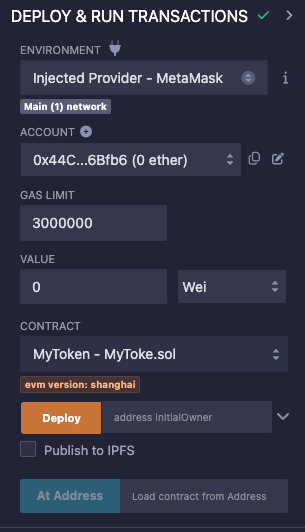 DEPLOY & RUN TRANSACTIONS
ENVIRONMENT
Injected Provider - MetaMask
Main (1) network
ACCOUNT
0x44C...6Bfb6 (0 ether)
GAS LIMIT
3000000
VALUE
0 Wei
CONTRACT
MyToken - MyToke.sol
evm version: shanghai
Deploy address initialOwner
Publish to IPFS
At Address Load contract from Address